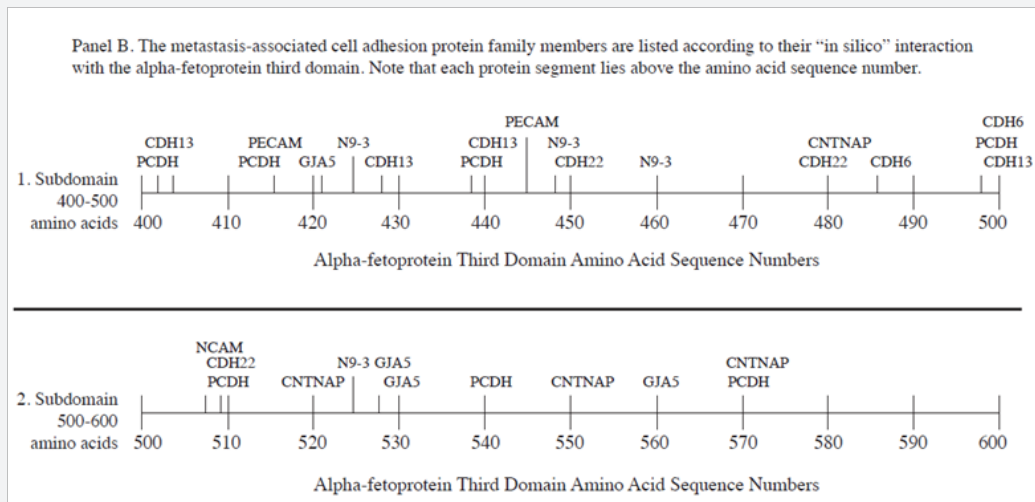 Panel B. The metastasis-associated cell adhesion protein family members are listed according to their “in silico” interaction
with the alpha-fetoprotein third domain. Note that each protein segment lies above the amino acid sequence number.
PECAM CDH6
CDH13 PECAM N9-3 CDH13 N9-3 CNTNAP PCDH
PCDH PCDH GJA5 CDH13 PCDH CDH22 N9-3 CDH22 CDH6 CDH13
1. Subdomain
400-500
amino acids 400 410 420 430 440 450 460 470 480 490 500
Alpha-fetoprotein Third Domain Amino Acid Sequence Numbers
NCAM
CDH22 N9-3 GJA5 CNTNAP
PCDH CNTNAP GJA5 PCDH CNTNAP GJA5 PCDH
2. Subdomain
500-600
amino acids 500 510 520 530 540 550 560 570 580 590 600
Alpha-fetoprotein Third Domain Amino Acid Sequence Numbers